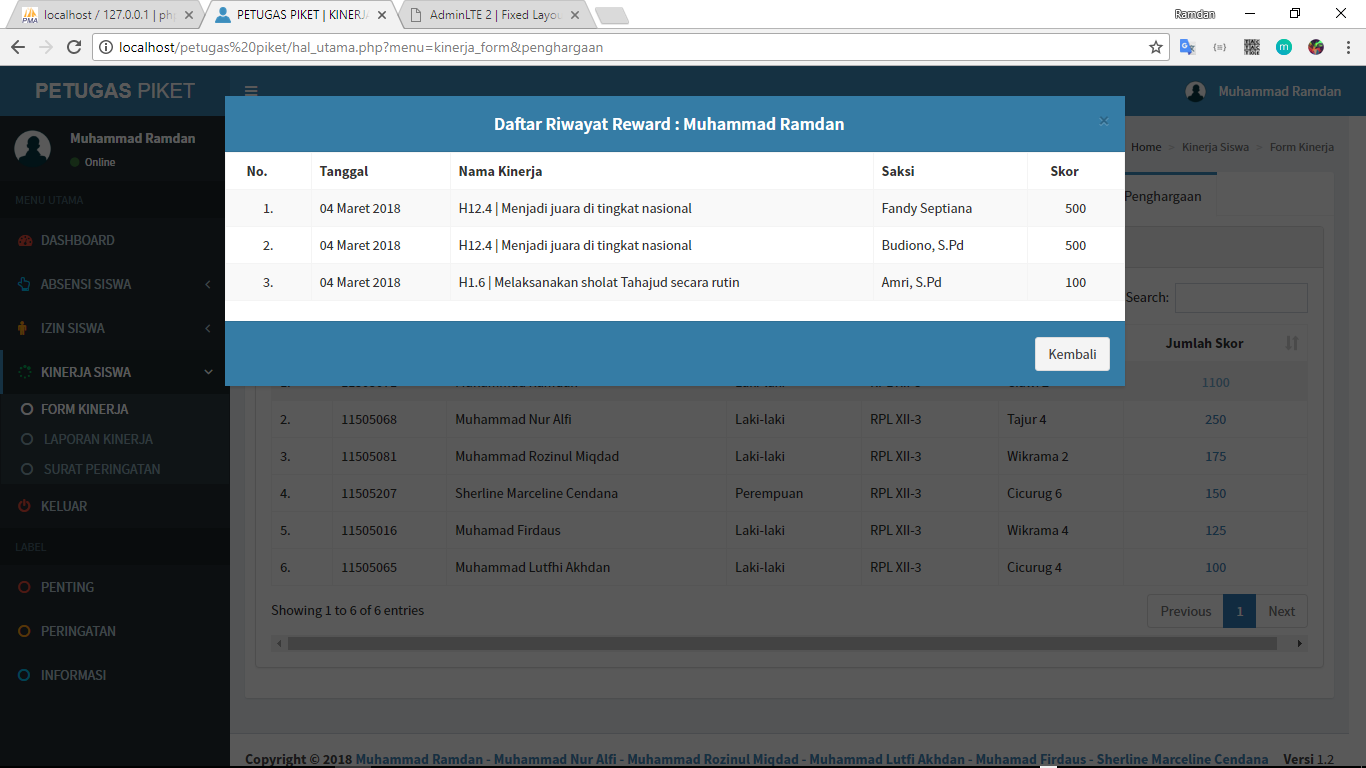 localhost / 127.0.0.1 | ph
PETUGAS PIKET | KINERJA
AdminLTE 2 | Fixed Layou
Ramdan
localhost/petugas%20piket/hal_utama.php?menu=kinerja_form&penghargaan
PETUGAS PIKET
Muhammad Ramdan
Muhammad Ramdan
Online
MENU UTAMA
DASHBOARD
ABSENSI SISWA
IZIN SISWA
KINERJA SISWA
FORM KINERJA
LAPORAN KINERJA
SURAT PERINGATAN
KELUAR
LABEL
PENTING
PERINGATAN
INFORMASI
Daftar Riwayat Reward : Muhammad Ramdan
×
No. Tanggal Nama Kinerja Saksi Skor
1. 04 Maret 2018 H12.4 | Menjadi juara di tingkat nasional Fandy Septiana 500
2. 04 Maret 2018 H12.4 | Menjadi juara di tingkat nasional Budiono, S.Pd 500
3. 04 Maret 2018 H1.6 | Melaksanakan sholat Tahajud secara rutin Amri, S.Pd 100
Kembali
Home > Kinerja Siswa > Form Kinerja
Penghargaan
Search:
Jumlah Skor
1100
2. 11505068 Muhammad Nur Alfi Laki-laki RPL XII-3 Tajur 4 250
3. 11505081 Muhammad Rozinul Miqdad Laki-laki RPL XII-3 Wikrama 2 175
4. 11505207 Sherline Marceline Cendana Perempuan RPL XII-3 Cicurug 6 150
5. 11505016 Muhamad Firdaus Laki-laki RPL XII-3 Wikrama 4 125
6. 11505065 Muhammad Lutfhi Akhdan Laki-laki RPL XII-3 Cicurug 4 100
Showing 1 to 6 of 6 entries
Previous 1 Next
Copyright © 2018 Muhammad Ramdan - Muhammad Nur Alfi - Muhammad Rozinul Miqdad - Muhammad Lutfi Akhdan - Muhamad Firdaus - Sherline Marceline Cendana Versi 1.2